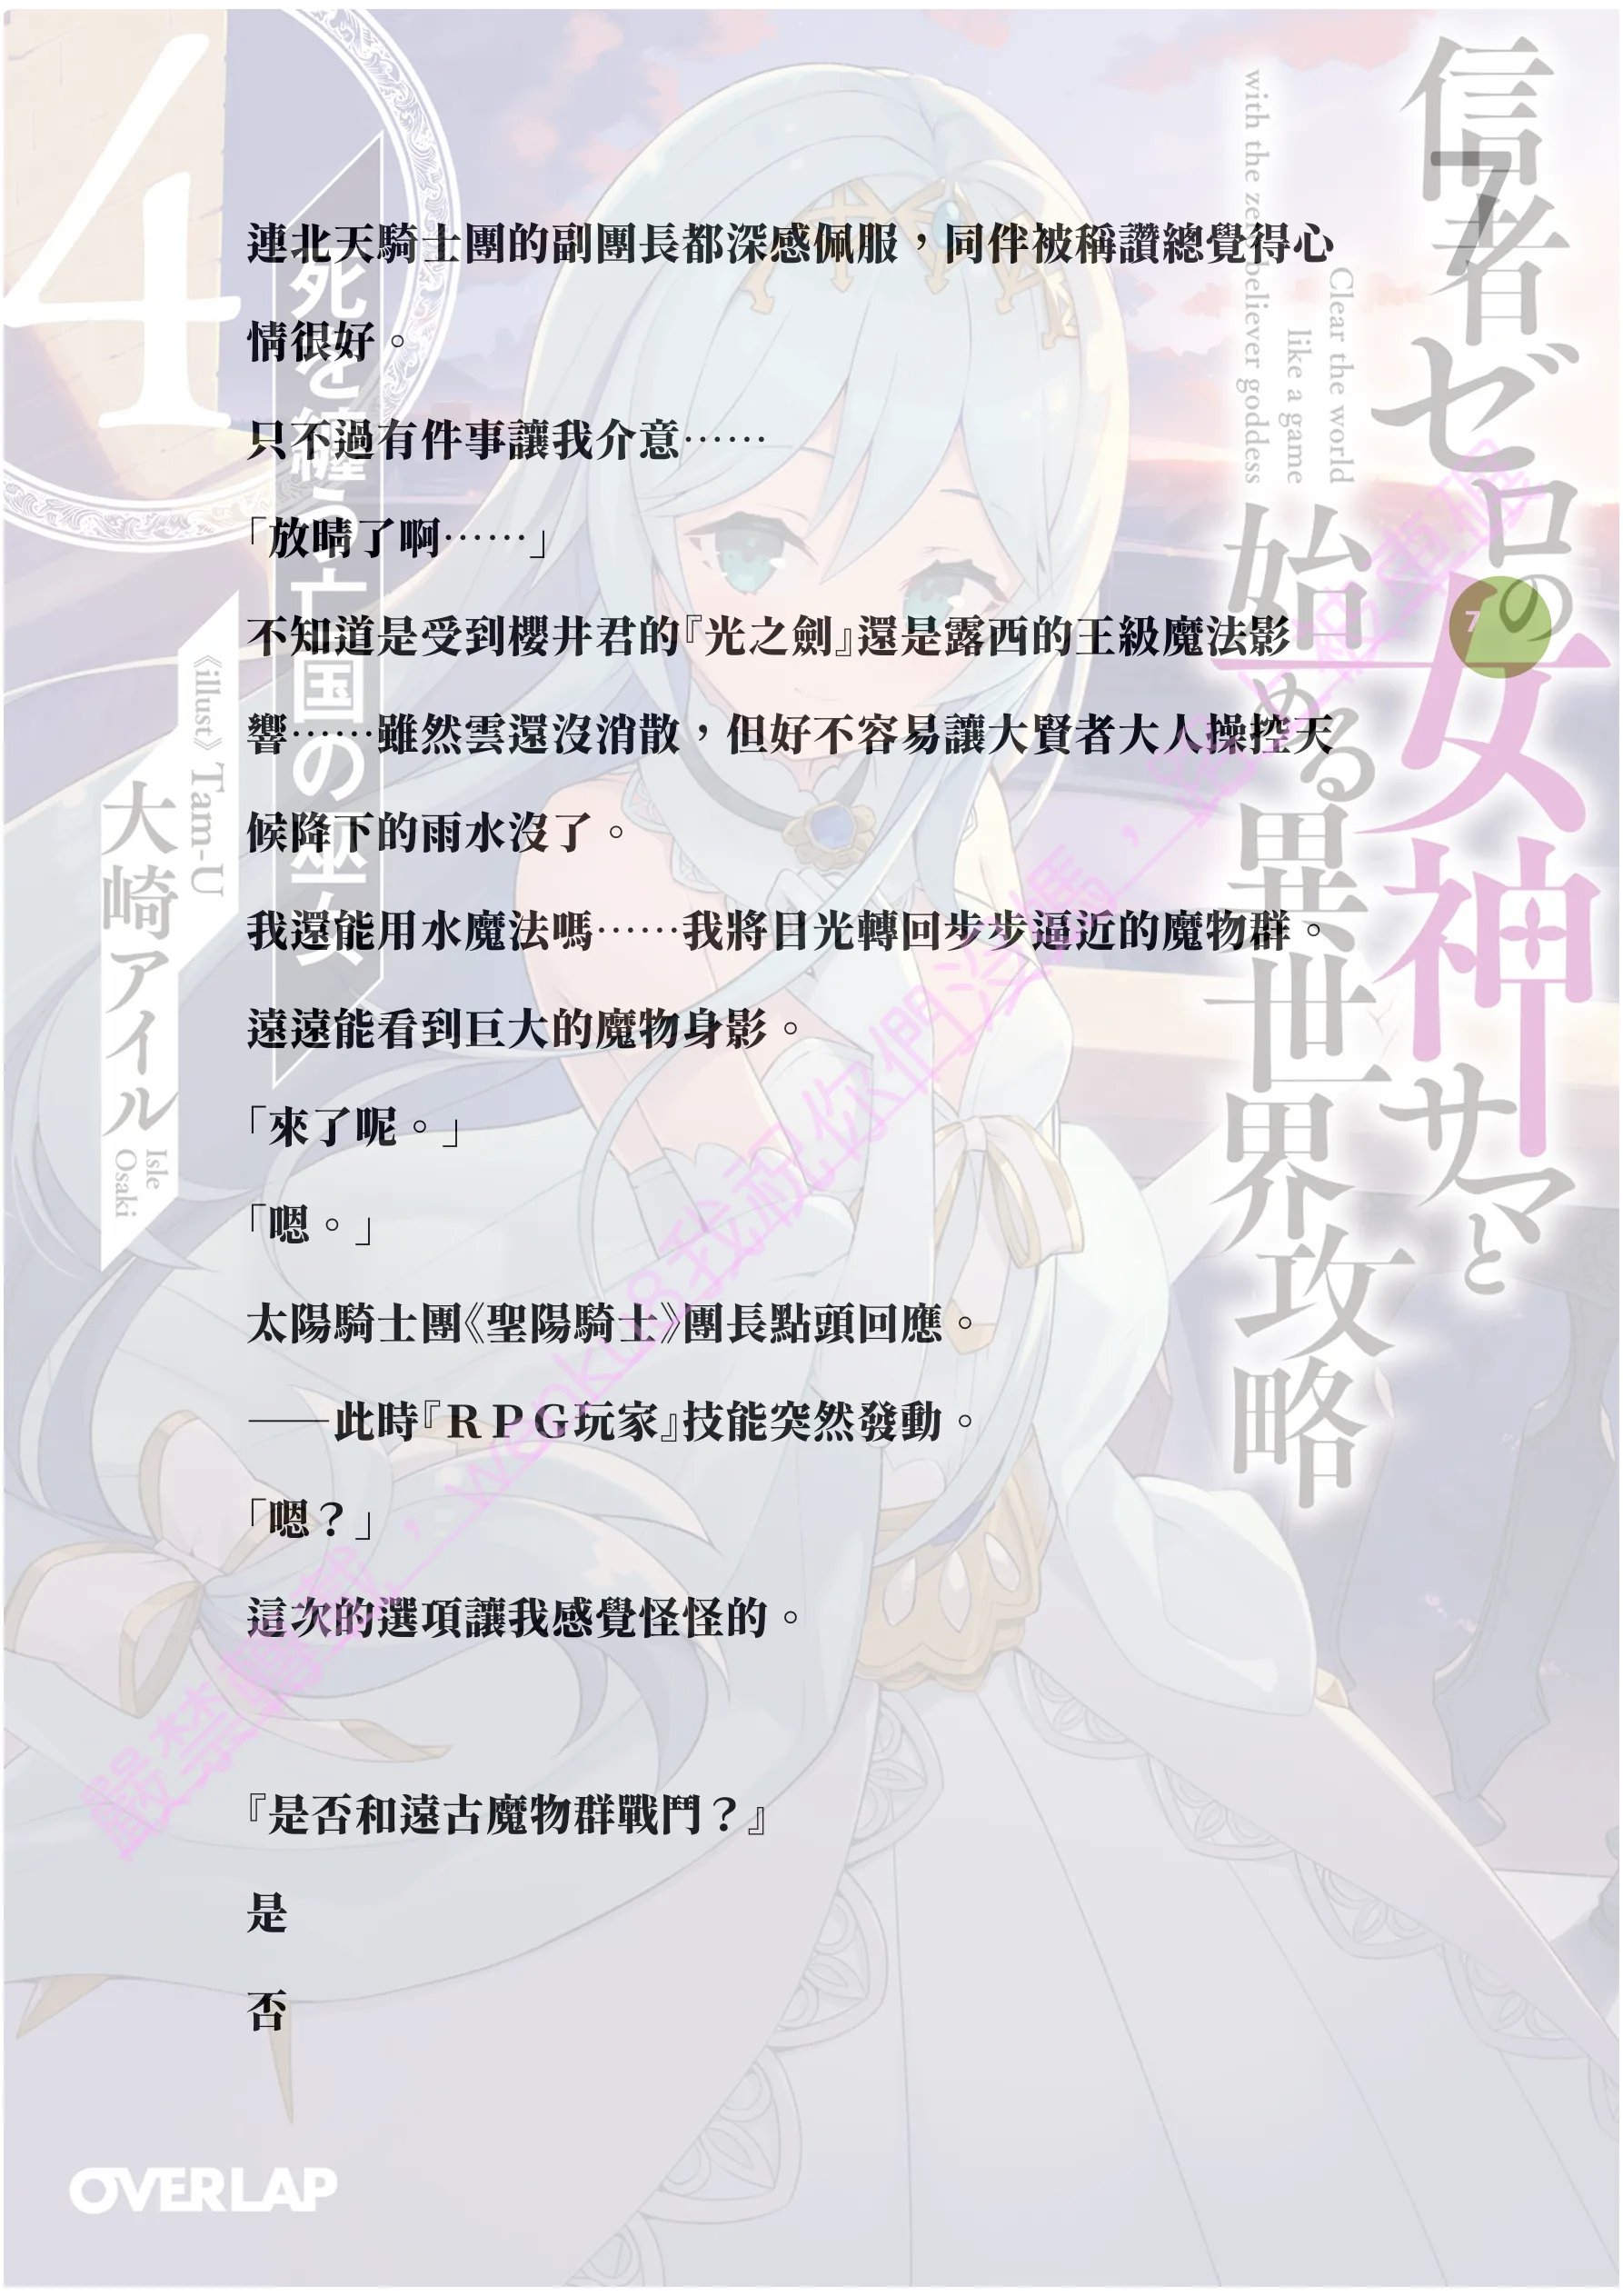 連北天騎士團的副團長都深感佩服，同伴被稱讚總覺得心
情很好。
只不過有件事讓我介意……
「放晴了啊……」
不知道是受到櫻井君的『光之劍』還是露西的王級魔法影
響……雖然雲還沒消散，但好不容易讓大賢者大人操控天
候降下的雨水沒了。
我還能用水魔法嗎……我將目光轉回步步逼近的魔物群。
遠遠能看到巨大的魔物身影。
「來了呢。」
「嗯。」
太陽騎士團《聖陽騎士》團長點頭回應。
——此時『ＲＰＧ玩家』技能突然發動。
「嗯？」
這次的選項讓我感覺怪怪的。
『是否和遠古魔物群戰鬥？』
是
否
信者ゼロの女神サマと
始める異世界攻略
Clear the world
like a game
with the zero believer goddess
7
7
4
死を纏う亡国の巫女
《illust》Tam-U
大崎アイル
Isle
Osaki
OVERLAP